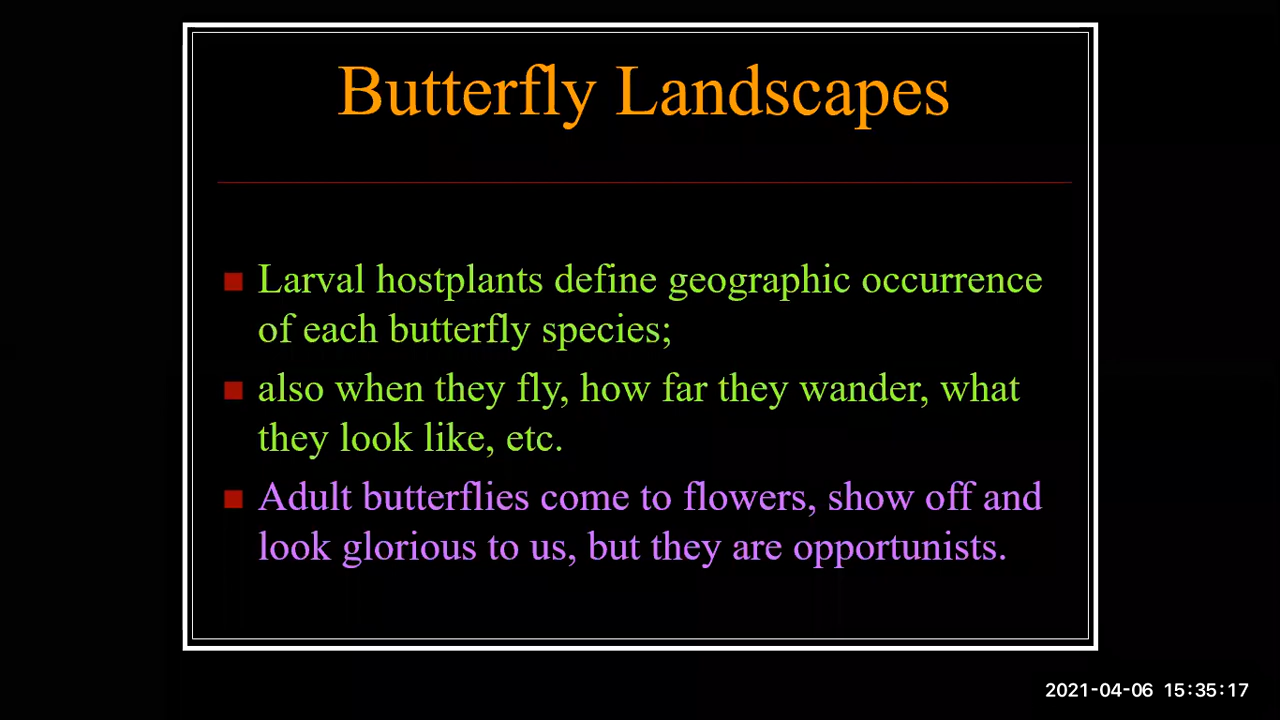 Butterfly Landscapes
Larval hostplants define geographic occurrence
of each butterfly species;
also when they fly, how far they wander, what
they look like, etc.
Adult butterflies come to flowers, show off and
look glorious to us, but they are opportunists.
2021-04-06 15:35:17